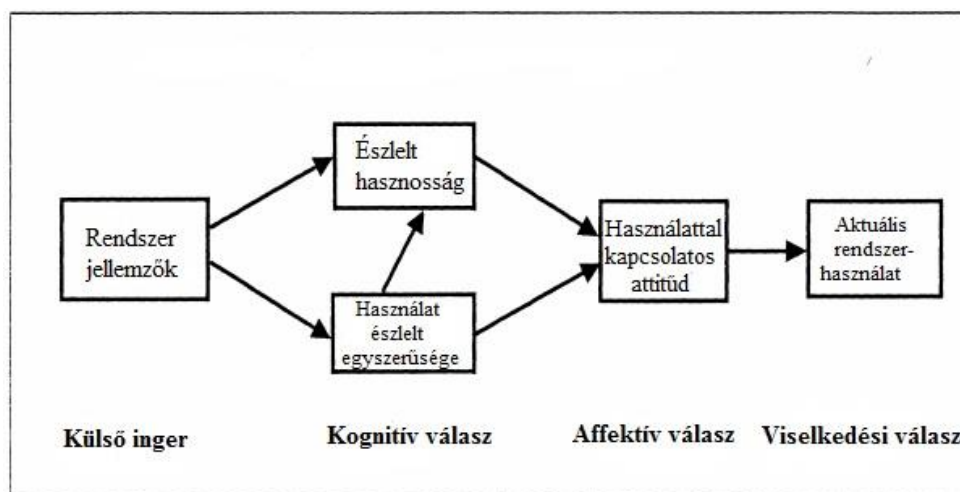 Észlelt
hasznosság
Rendszer
jellemzők
Használat
észlelt
egyszerűsége
Használattal
kapcsolatos
attitűd
Aktuális
rendszer-
használat
Külső inger
Kognitív válasz
Affektív válasz
Viselkedési válasz